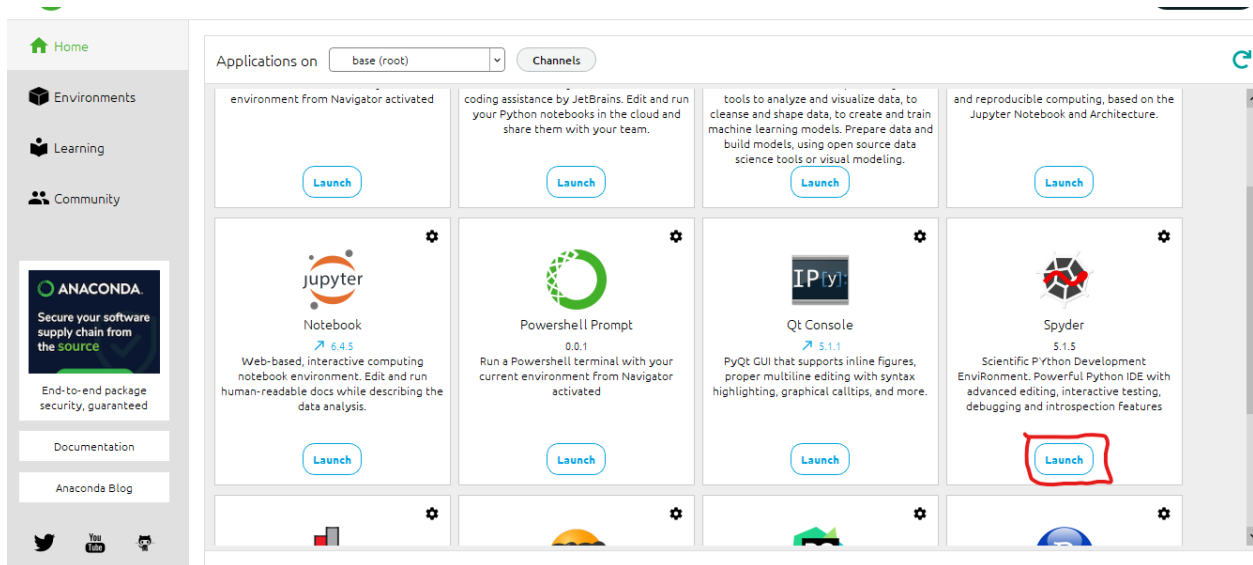 Home
Environments
Learning
Community
ANACONDA.
Secure your software
supply chain from
the source
End-to-end package
security, guaranteed
Documentation
Anaconda Blog
You
Tube
Applications on
base (root)
Channels
environment from Navigator activated
Launch
coding assistance by JetBrains. Edit and run
your Python notebooks in the cloud and
share them with your team.
Launch
tools to analyze and visualize data, to
cleanse and shape data, to create and train
machine learning models. Prepare data and
build models, using open source data
science tools or visual modeling.
Launch
and reproducible computing, based on the
Jupyter Notebook and Architecture.
Launch
jupyter
Notebook
6.4.5
Web-based, interactive computing
notebook environment. Edit and run
human-readable docs while describing the
data analysis.
Launch
Powershell Prompt
0.0.1
Run a Powershell terminal with your
current environment from Navigator
activated
Launch
IP[y]:
Qt Console
5.1.1
PyQt GUI that supports inline figures,
proper multiline editing with syntax
highlighting, graphical calltips, and more.
Launch
Spyder
5.1.5
Scientific PYthon Development
EnviRonment. Powerful Python IDE with
advanced editing, interactive testing,
debugging and introspection features
Launch